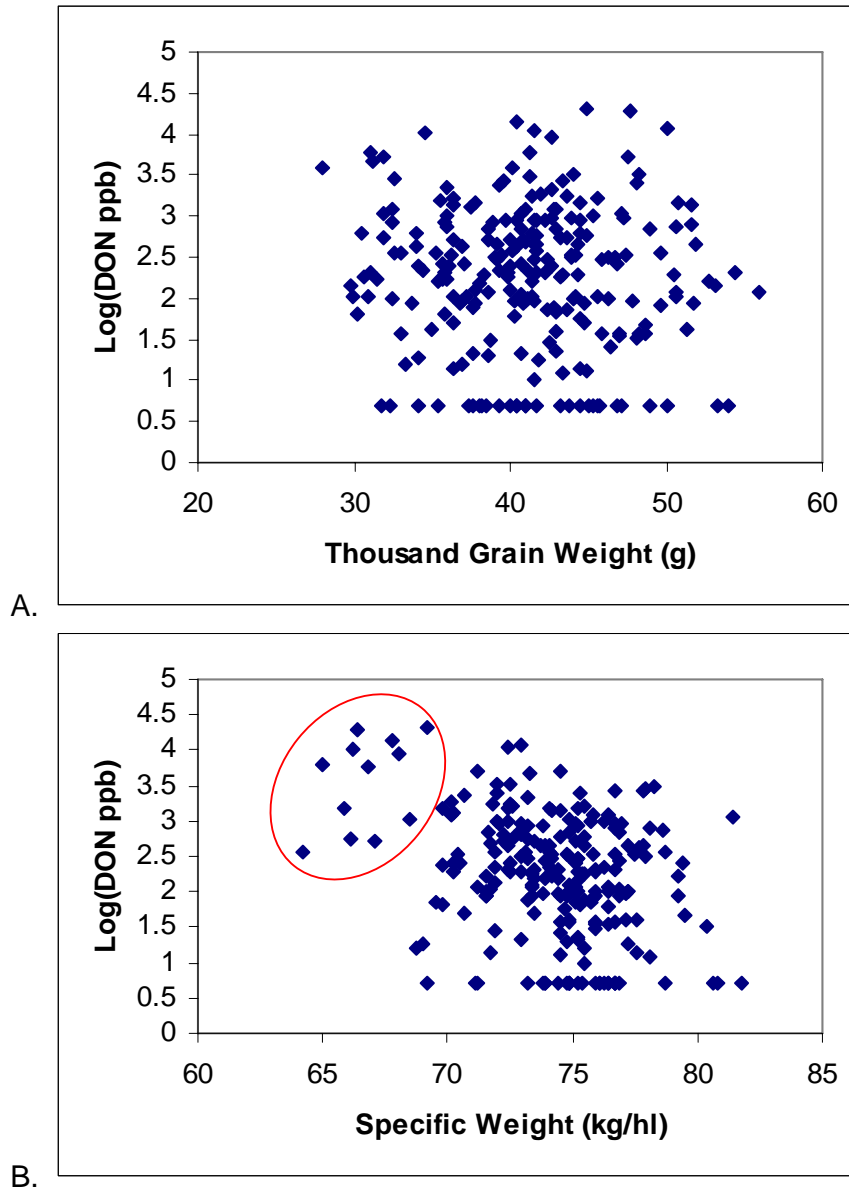 5
4.5
4
3.5
3
2.5
2
1.5
1
0.5
0
Log(DON ppb)
20 30 40 50 60
Thousand Grain Weight (g)
A.
5
4.5
4
3.5
3
2.5
2
1.5
1
0.5
0
Log(DON ppb)
60 65 70 75 80 85
Specific Weight (kg/hl)
B.